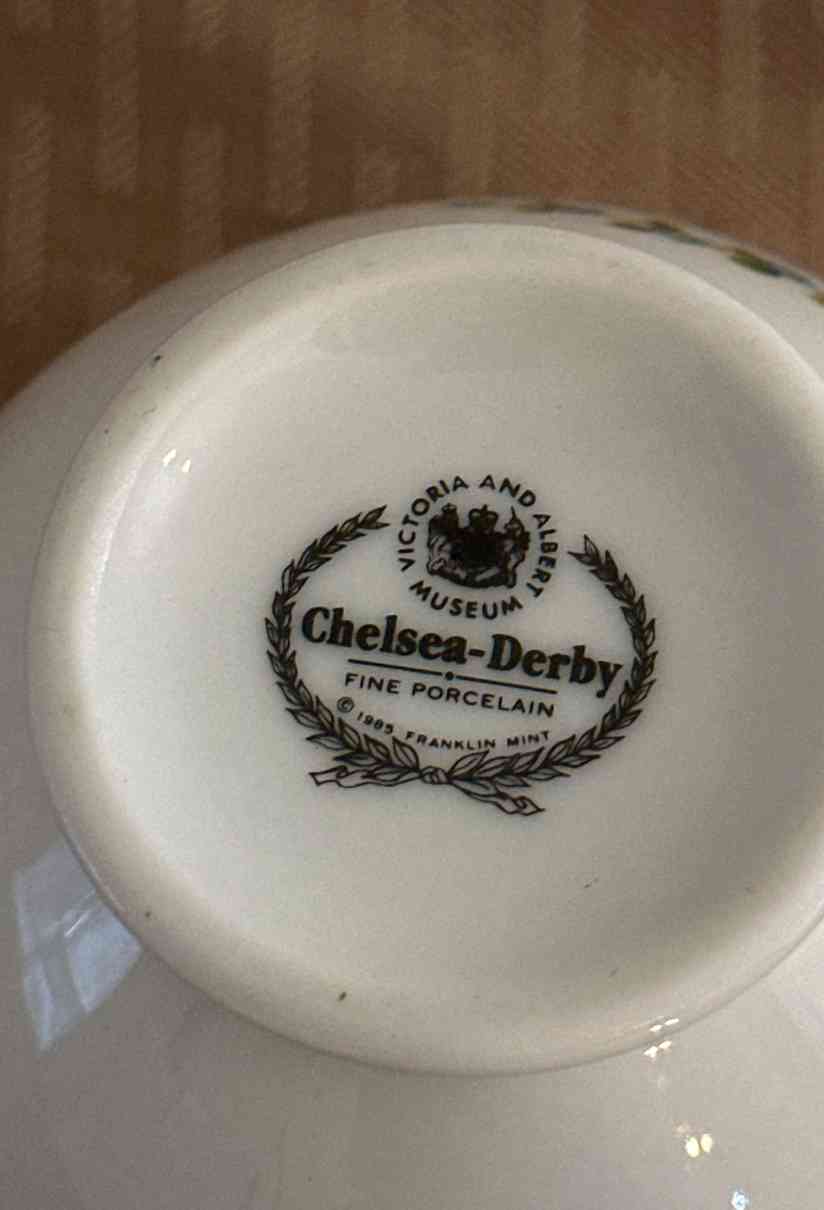 VICTORIA AND ALBERT
MUSEUM
Chelsea-Derby
FINE PORCELAIN
© 1985 FRANKLIN MINT